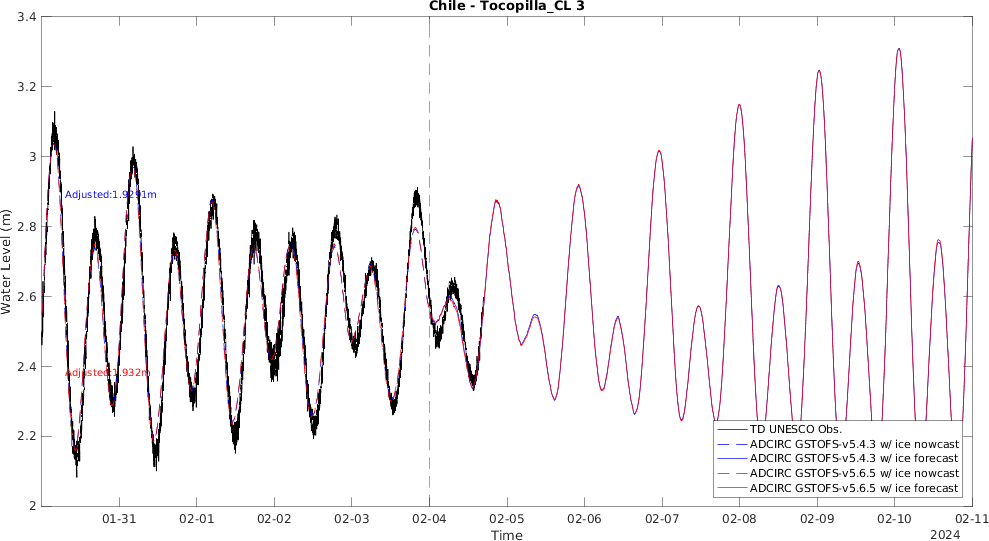 Chile - Tocopilla_CL 3
3.4
3.2
3
2.8
2.6
2.4
2.2
2
Water Level (m)
Adjusted:1.9291m
Adjusted:1.932m
TD UNESCO Obs.
ADCIRC GSTOFS-v5.4.3 w/ ice nowcast
ADCIRC GSTOFS-v5.4.3 w/ ice forecast
ADCIRC GSTOFS-v5.6.5 w/ ice nowcast
ADCIRC GSTOFS-v5.6.5 w/ ice forecast
01-31 02-01 02-02 02-03 02-04 02-05 02-06 02-07 02-08 02-09 02-10 02-11
Time
2024